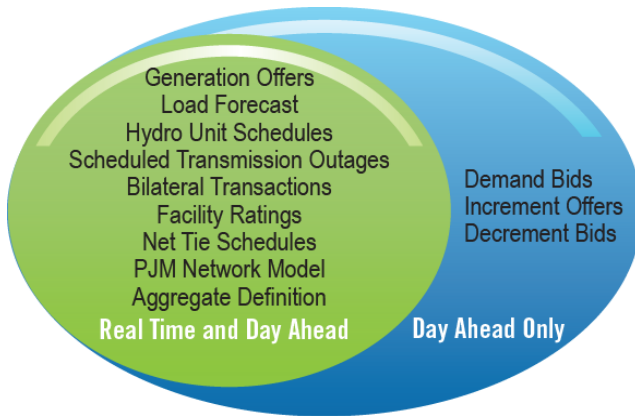 Generation Offers
Load Forecast
Hydro Unit Schedules
Scheduled Transmission Outages
Bilateral Transactions
Facility Ratings
Net Tie Schedules
PJM Network Model
Aggregate Definition
Real Time and Day Ahead
Demand Bids
Increment Offers
Decrement Bids
Day Ahead Only